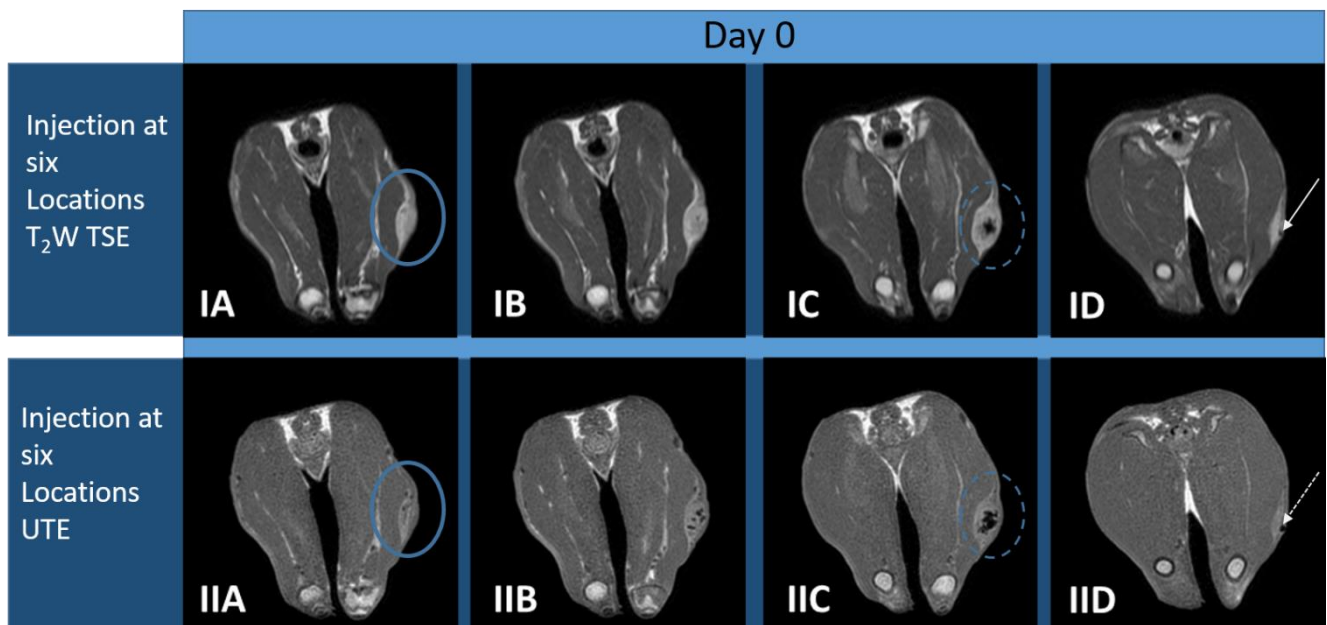 Day 0
Injection at
six
Locations
T₂W TSE
IA
IB
IC
ID
Injection at
six
Locations
UTE
IIA
IIB
IIC
IID